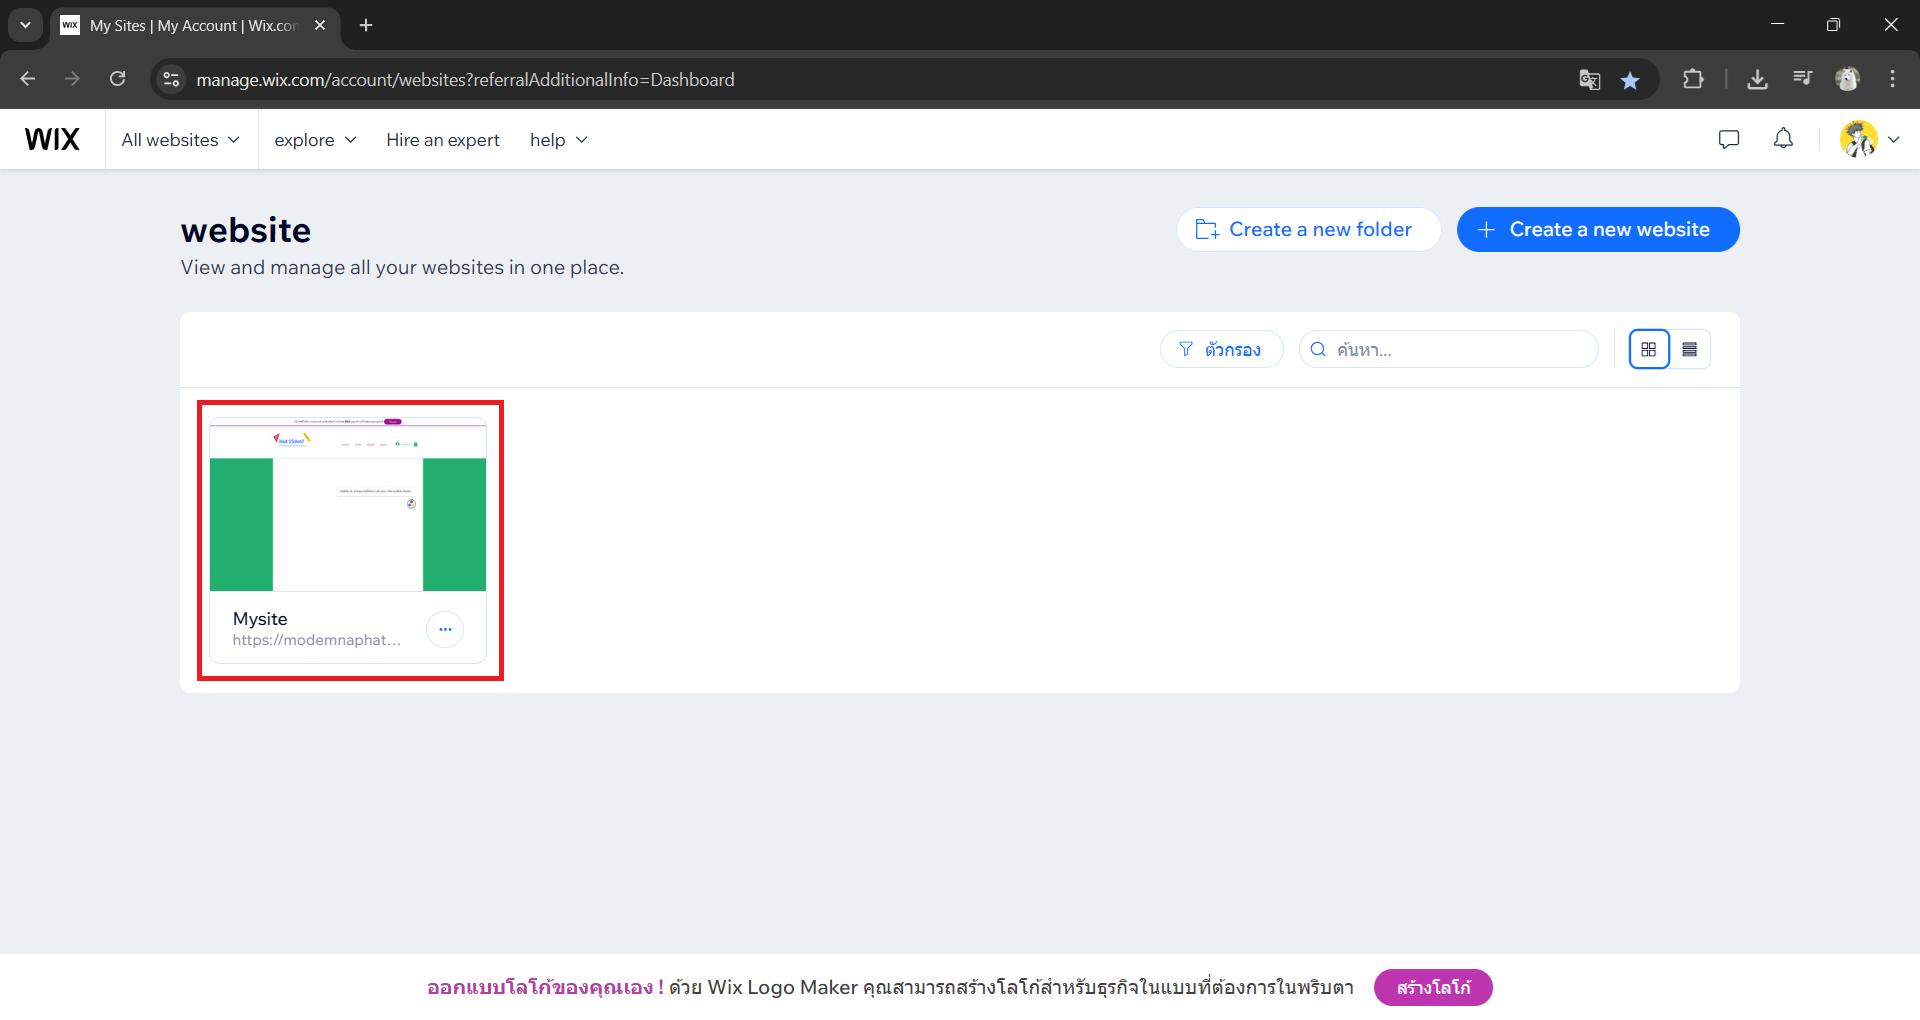 WIX My Sites | My Account | Wix.con
manage.wix.com/account/websites?referralAdditionalInfo=Dashboard
WIX All websites explore Hire an expert help
website
View and manage all your websites in one place.
Create a new folder
+ Create a new website
ตัวกรอง ค้นหา...
Mysite
https://modemnaphat...
ออกแบบโลโก้ของคุณเอง ! ด้วย Wix Logo Maker คุณสามารถสร้างโลโก้สำหรับธุรกิจในแบบที่ต้องการในพริบตา สร้างโลโก้